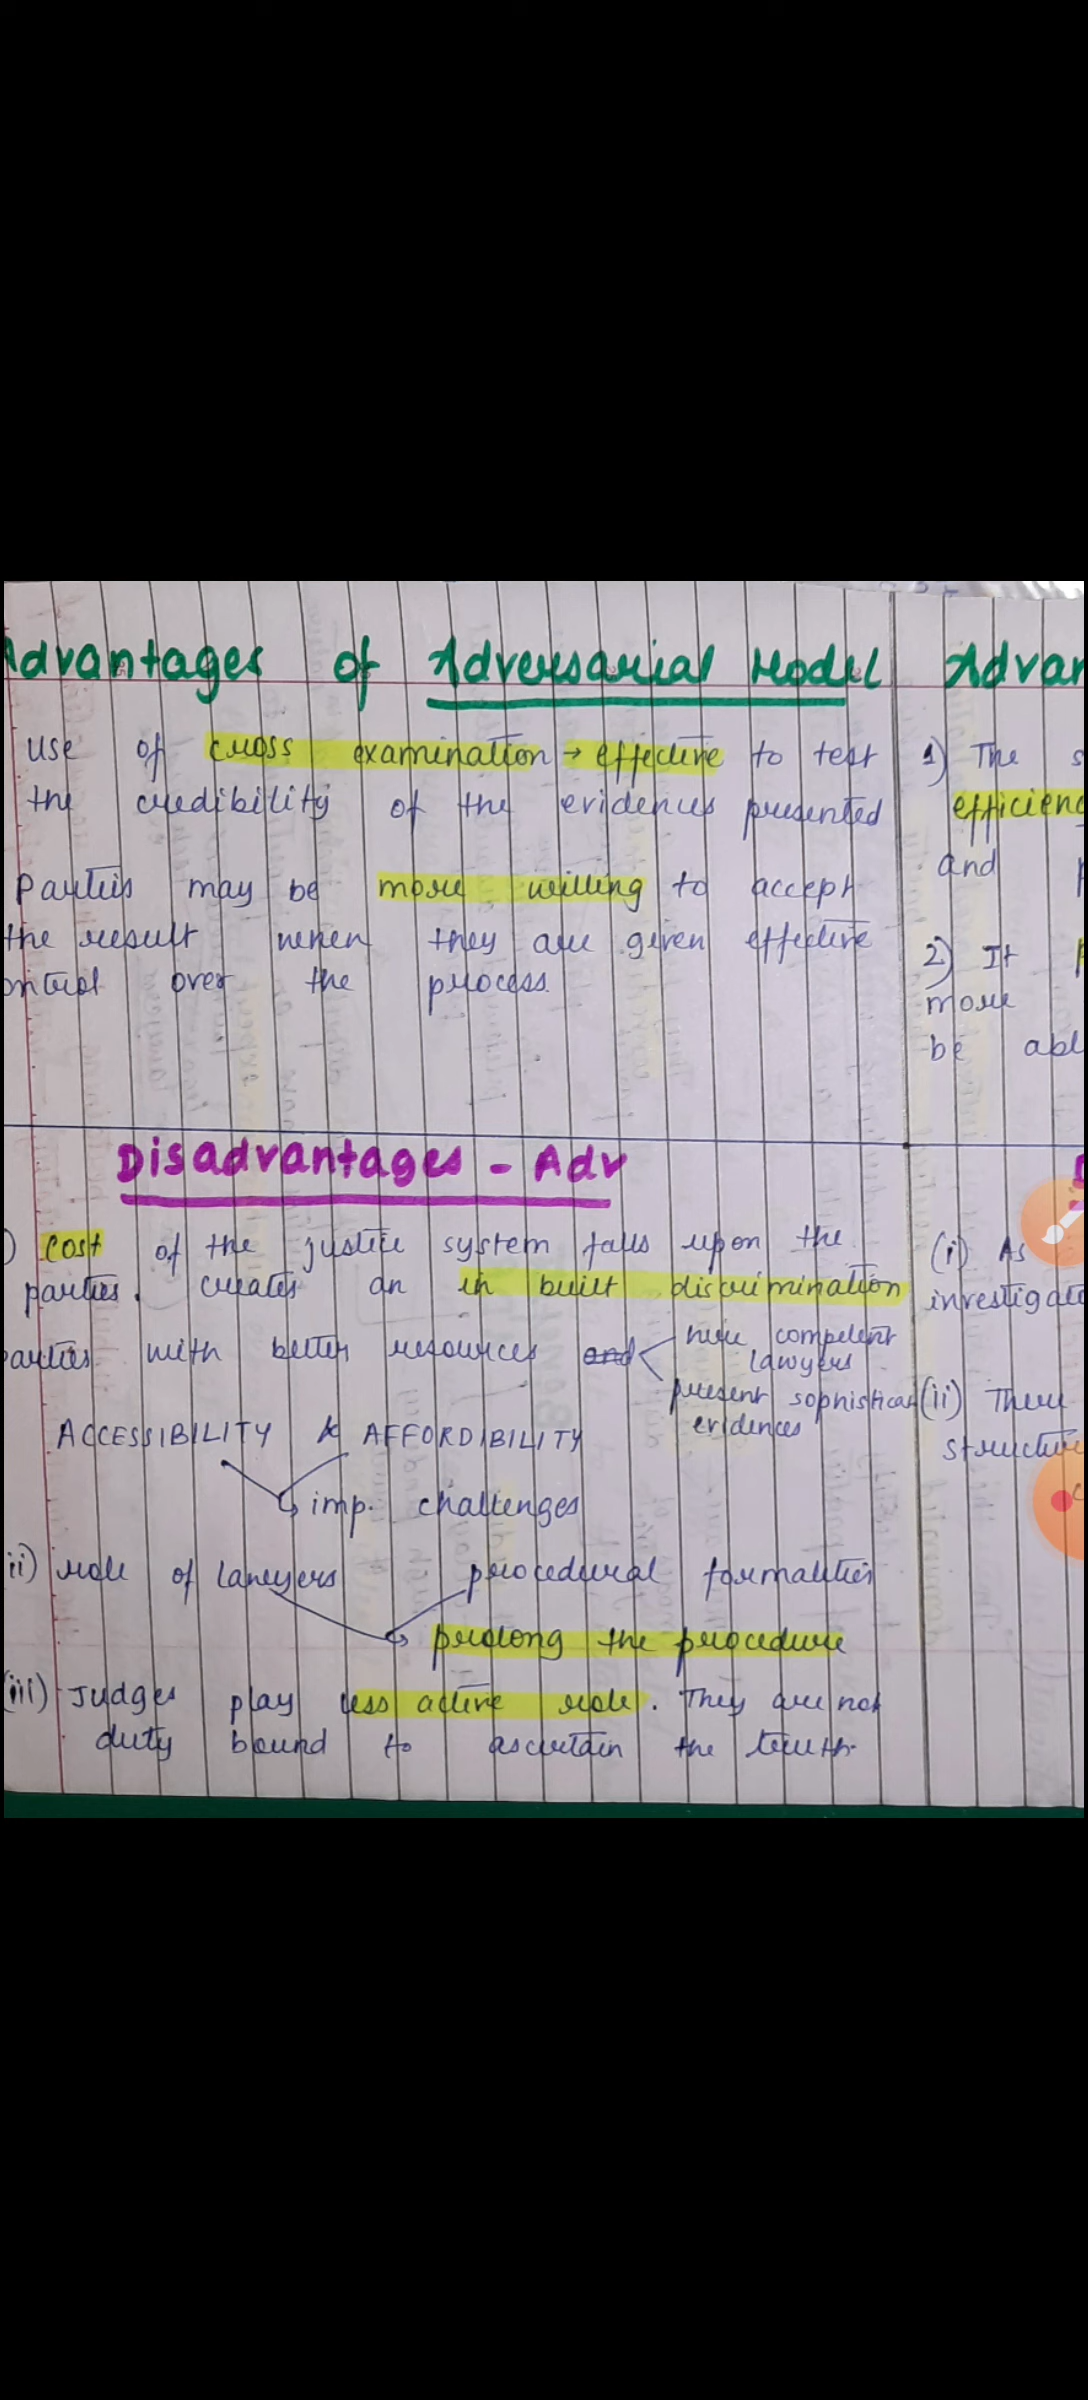 Advantages of Adversarial Model
Use of cross examination → effective to test
the credibility of the evidences presented
Parties may be more willing to accept
the result when they are given effective
control over the process.
Disadvantages - Adv
Cost of the justice system falls upon the
parties. creates an in built discrimination
parties with better resources and
hire competent
lawyers
present sophisticat
evidences
ACCESSIBILITY & AFFORDIBILITY
imp. challenges
ii) role of lawyers procedural formalities
prolong the procedure
(iii) Judges play less active role. They are not
duty bound to ascertain the truth.
Advan
1) The s
efficienc
and
2) It
more
be abl
(i) As
investigate
(ii) There
structure